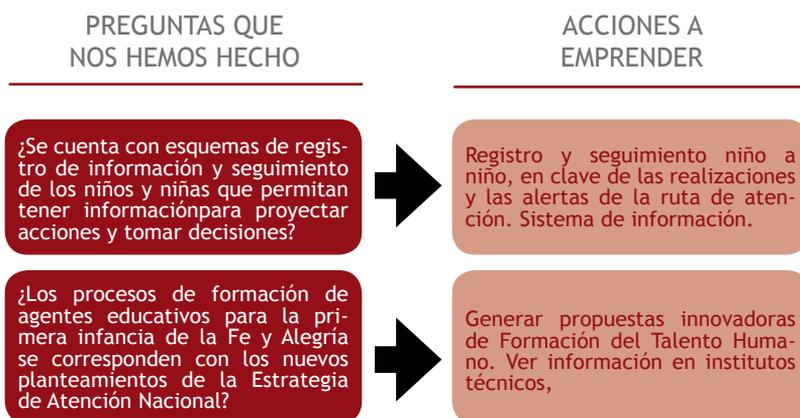 PREGUNTAS QUE
NOS HEMOS HECHO
ACCIONES A
EMPRENDER
¿Se cuenta con esquemas de regis-
tro de información y seguimiento
de los niños y niñas que permitan
tener informaciónpara proyectar
acciones y tomar decisiones?
Registro y seguimiento niño a
niño, en clave de las realizaciones
y las alertas de la ruta de aten-
ción. Sistema de información.
¿Los procesos de formación de
agentes educativos para la pri-
mera infancia de la Fe y Alegría
se corresponden con los nuevos
planteamientos de la Estrategia
de Atención Nacional?
Generar propuestas innovadoras
de Formación del Talento Huma-
no. Ver información en institutos
técnicos,